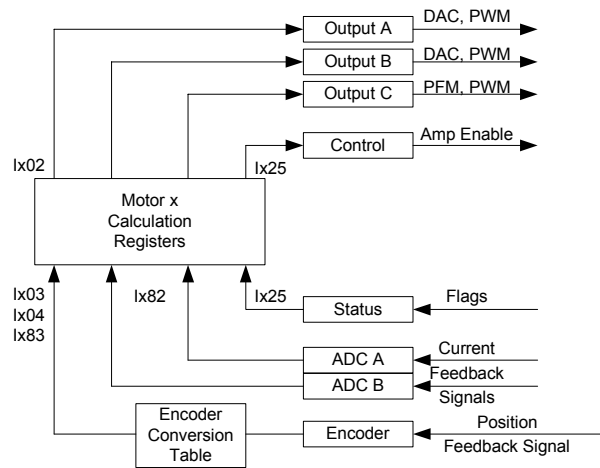 Output A
DAC, PWM
Output B
DAC, PWM
Output C
PFM, PWM
Control
Amp Enable
Ix02
Ix25
Motor x
Calculation
Registers
Ix03
Ix04
Ix83
Ix82
Ix25
Status
Flags
ADC A
Current
ADC B
Feedback
Signals
Encoder
Conversion
Table
Encoder
Position
Feedback Signal